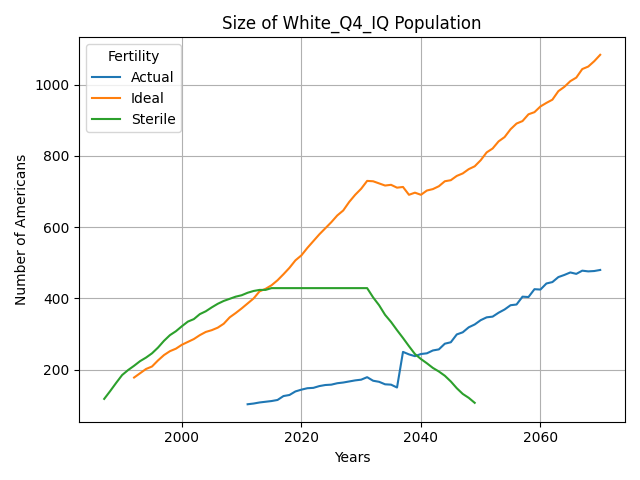 Size of White_Q4_IQ Population
Fertility
Actual
Ideal
Sterile
Number of Americans
1000
800
600
400
200
2000
2020
2040
2060
Years